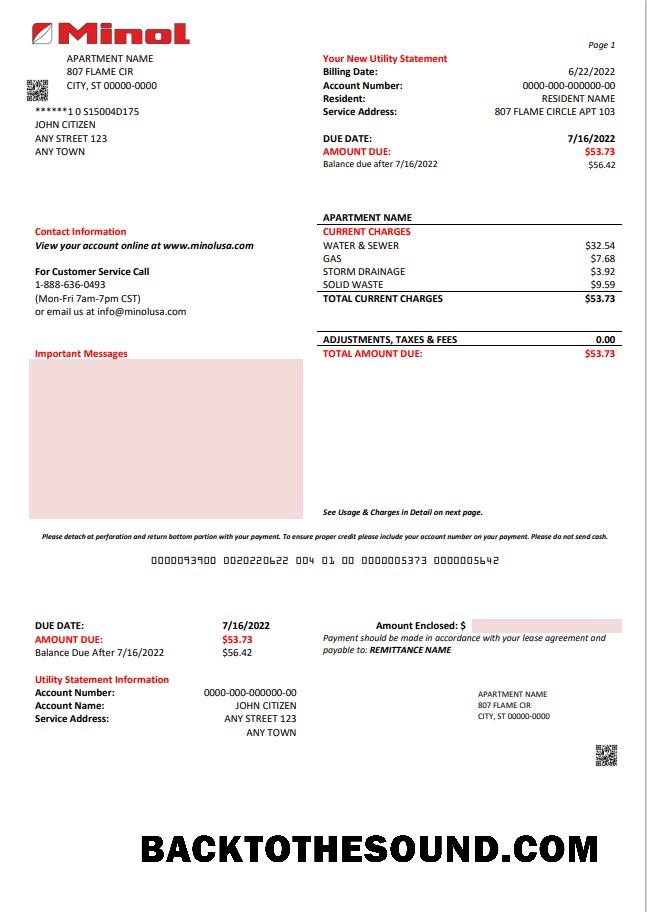 Minol
Page 1
APARTMENT NAME
807 FLAME CIR
CITY, ST 00000-0000
******1 0 S15004D175
JOHN CITIZEN
ANY STREET 123
ANY TOWN
Your New Utility Statement
Billing Date: 6/22/2022
Account Number: 0000-000-000000-00
Resident: RESIDENT NAME
Service Address: 807 FLAME CIRCLE APT 103
DUE DATE: 7/16/2022
AMOUNT DUE: $53.73
Balance due after 7/16/2022 $56.42
Contact Information
View your account online at www.minolusa.com
For Customer Service Call
1-888-636-0493
(Mon-Fri 7am-7pm CST)
or email us at info@minolusa.com
APARTMENT NAME
CURRENT CHARGES
WATER & SEWER $32.54
GAS $7.68
STORM DRAINAGE $3.92
SOLID WASTE $9.59
TOTAL CURRENT CHARGES $53.73
ADJUSTMENTS, TAXES & FEES 0.00
TOTAL AMOUNT DUE: $53.73
Important Messages
See Usage & Charges in Detail on next page.
Please detach at perforation and return bottom portion with your payment. To ensure proper credit please include your account number on your payment. Please do not send cash.
0000093900 0020220622 004 01 00 0000005373 0000005642
DUE DATE: 7/16/2022
AMOUNT DUE: $53.73
Balance Due After 7/16/2022 $56.42
Amount Enclosed: $
Payment should be made in accordance with your lease agreement and
payable to: REMITTANCE NAME
Utility Statement Information
Account Number: 0000-000-000000-00
Account Name: JOHN CITIZEN
Service Address: ANY STREET 123
ANY TOWN
APARTMENT NAME
807 FLAME CIR
CITY, ST 00000-0000
BACKTOTHESOUND.COM